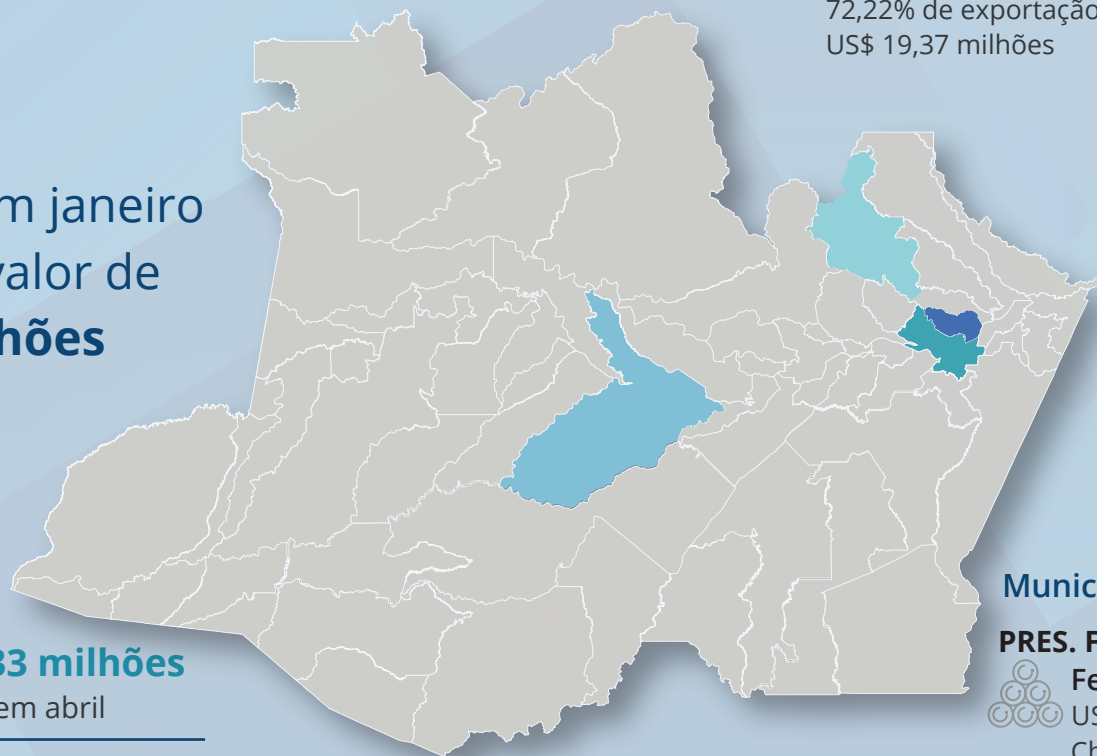 72,22% de exportação
US$ 19,37 milhões
m janeiro
valor de
hões
33 milhões
em abril
Munic
PRES. F
Fe
US
Ch